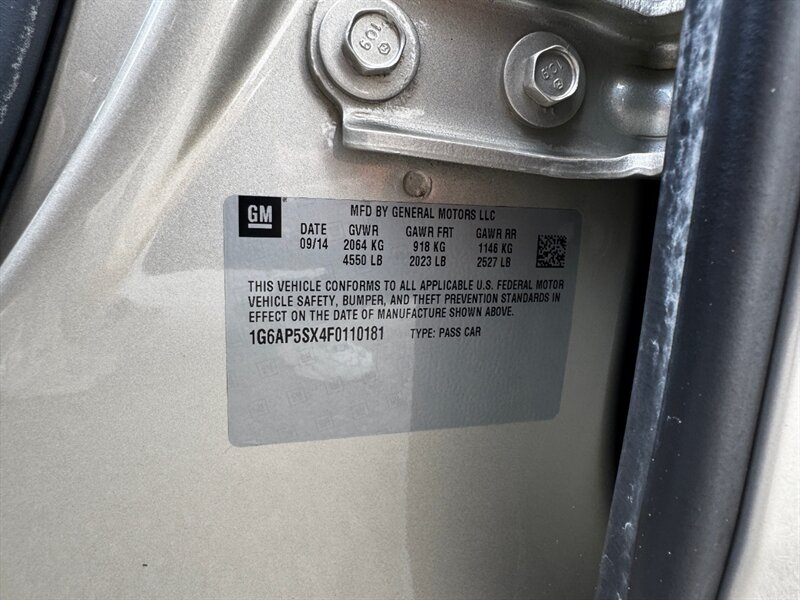 109
GM
MFD BY GENERAL MOTORS LLC
DATE GVWR GAWR FRT GAWR RR
09/14 2064 KG 918 KG 1146 KG
4550 LB 2023 LB 2527 LB
THIS VEHICLE CONFORMS TO ALL APPLICABLE U.S. FEDERAL MOTOR
VEHICLE SAFETY, BUMPER, AND THEFT PREVENTION STANDARDS IN
EFFECT ON THE DATE OF MANUFACTURE SHOWN ABOVE.
1G6AP5SX4F0110181 TYPE: PASS CAR